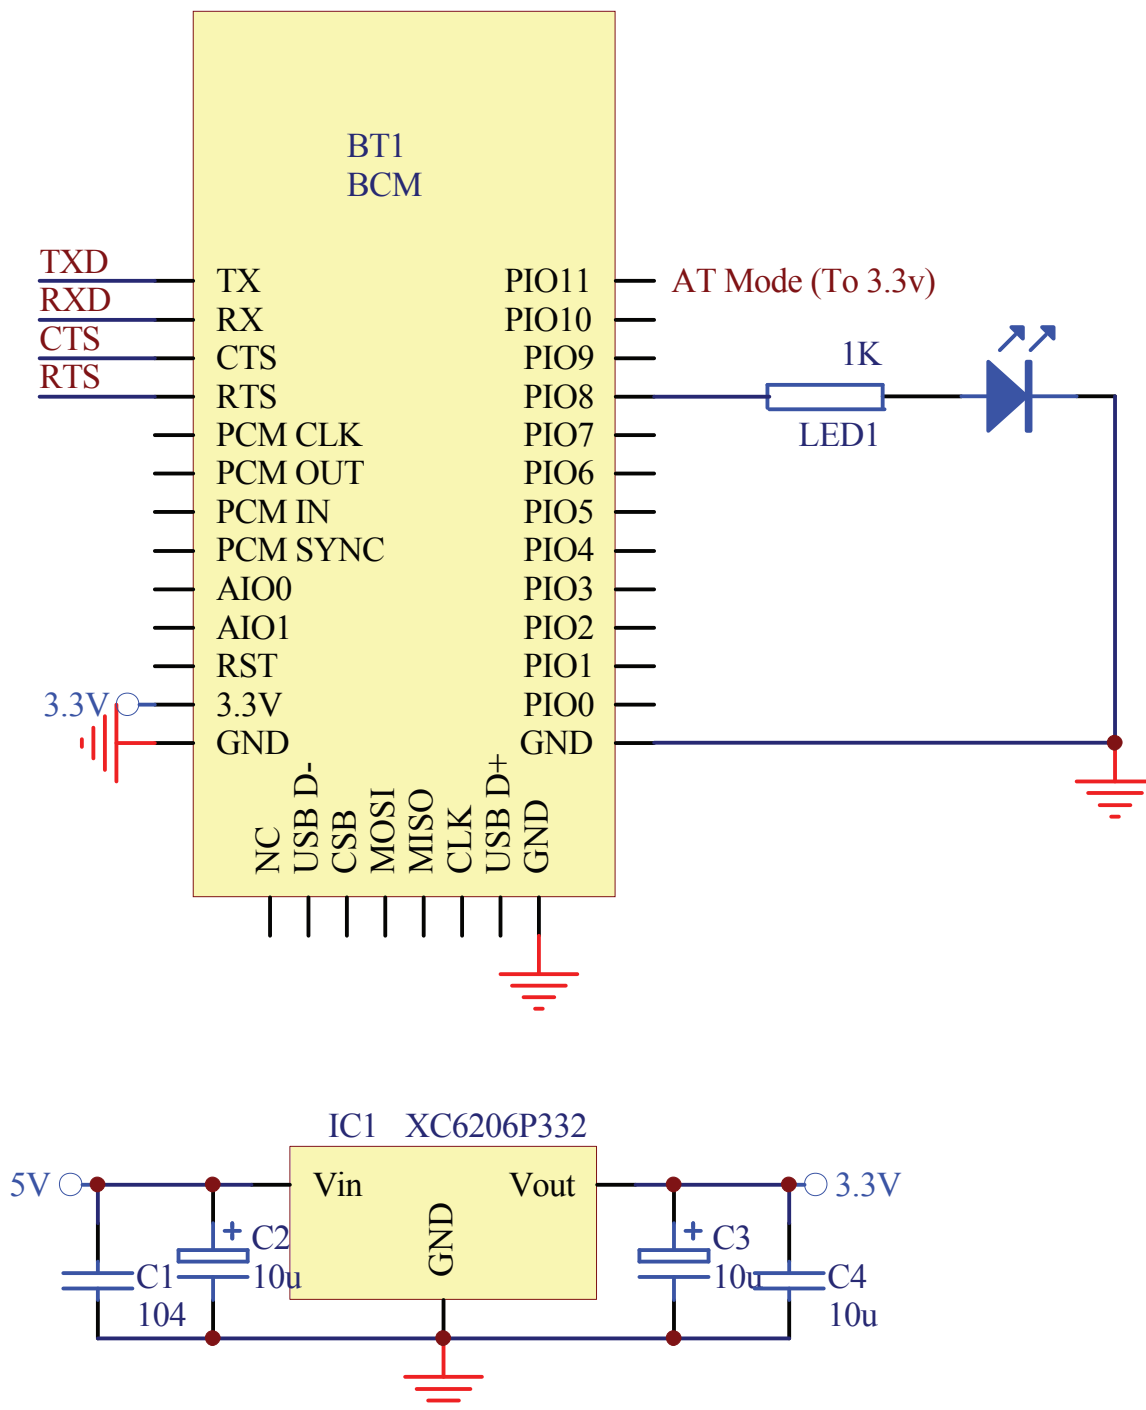 BT1
BCM
TXD
TX
PIO11
AT Mode (To 3.3v)
RXD
RX
PIO10
CTS
CTS
PIO9
1K
RTS
RTS
PIO8
LED1
PCM CLK
PIO7
PCM OUT
PIO6
PCM IN
PIO5
PCM SYNC
PIO4
AIO0
PIO3
AIO1
PIO2
RST
PIO1
3.3V
3.3V
PIO0
GND
GND
NC
USB D-
CSB
MOSI
MISO
CLK
USB D+
GND
IC1 XC6206P332
5V
Vin
Vout
3.3V
GND
C2
10u
C3
10u
C1
104
C4
10u